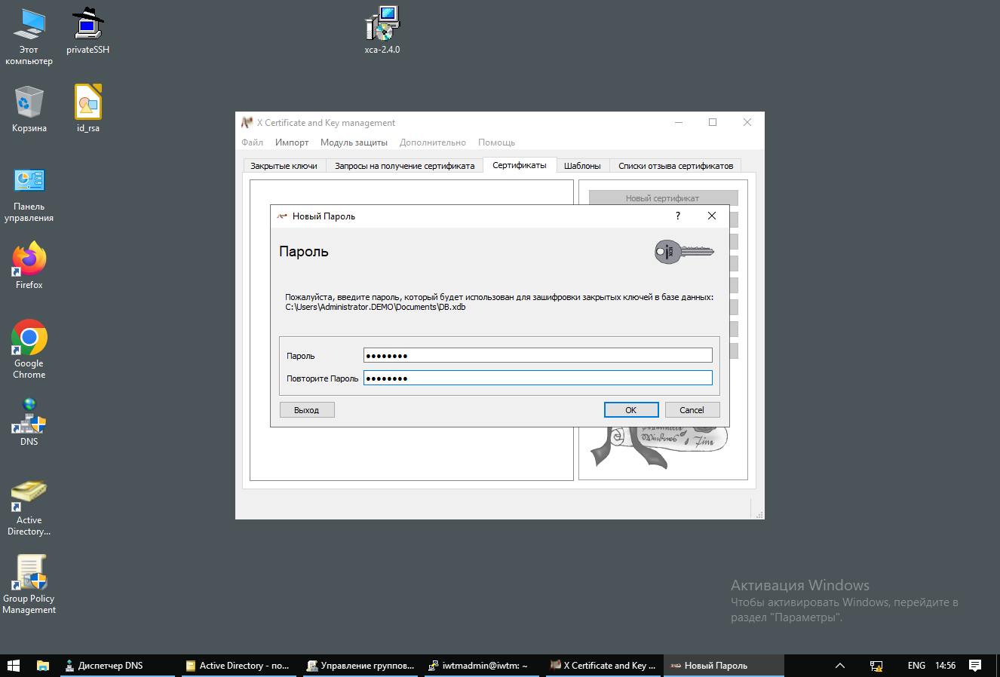 Этот
компьютер
privateSSH
xca-2.4.0
Корзина
id_rsa
Панель
управления
Firefox
Google
Chrome
DNS
Active
Directory...
Group Policy
Management
X Certificate and Key management
Файл Импорт Модуль защиты Дополнительно Помощь
Закрытые ключи Запросы на получение сертификата Сертификаты Шаблоны Списки отзыва сертификатов
Новый сертификат
Новый Пароль ?
Пароль
XCA
Пожалуйста, введите пароль, который будет использован для зашифровки закрытых ключей в базе данных:
C:\Users\Administrator.DEMO\Documents\DB.xdb
Пароль ●●●●●●●●
Повторите Пароль ●●●●●●●●
Выход OK Cancel
Активация Windows
Чтобы активировать Windows, перейдите в
раздел "Параметры".
Диспетчер DNS Active Directory - по... Управление группов... iwtmadmin@iwtm: ~ X Certificate and Key ... Новый Пароль ENG 14:56